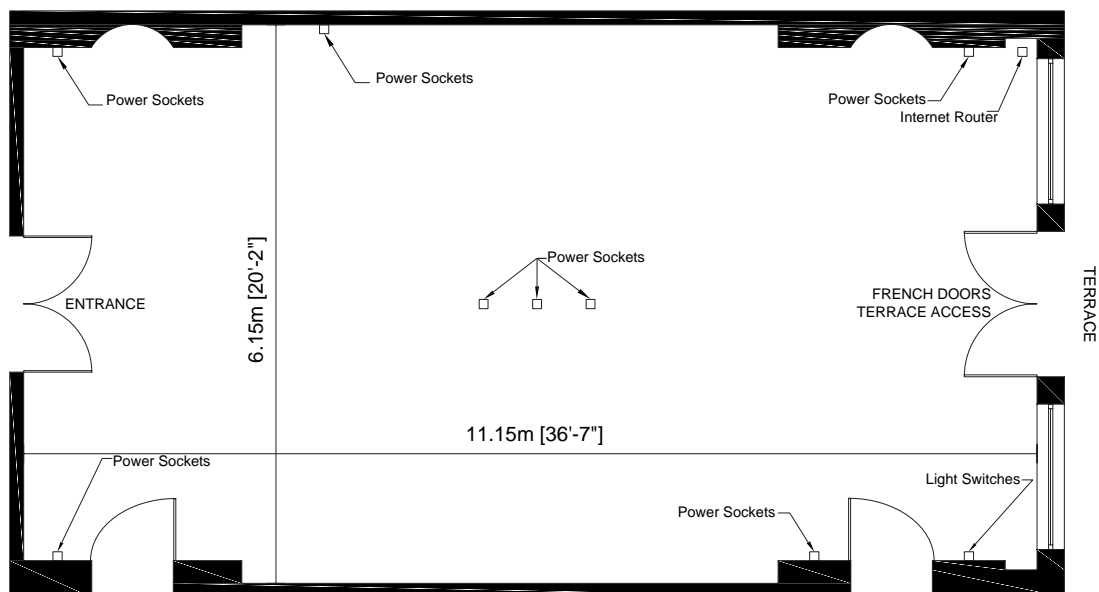 Power Sockets
Power Sockets
Power Sockets
Internet Router
6.15m [20'-2"]
Power Sockets
ENTRANCE
FRENCH DOORS
TERRACE ACCESS
TERRACE
11.15m [36'-7"]
Power Sockets
Light Switches
Power Sockets